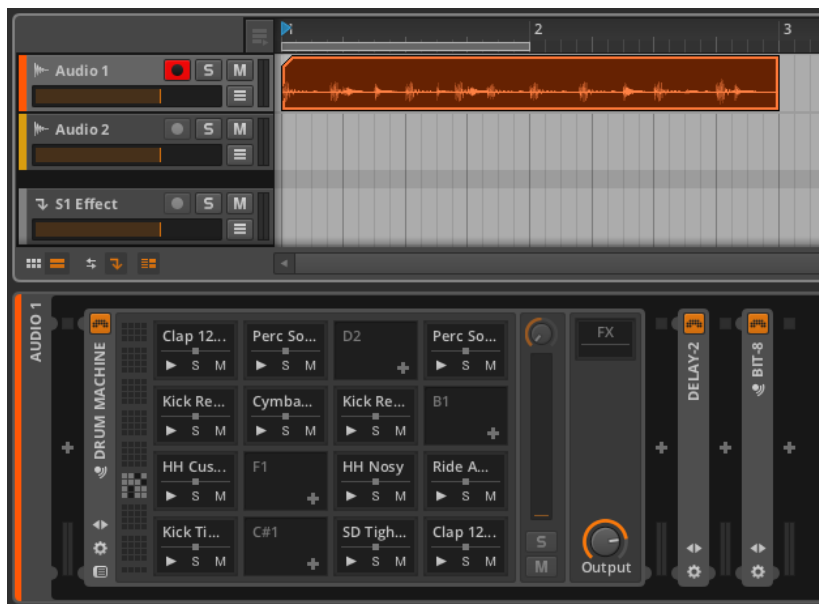 1 2 3
Audio 1 S M
Audio 2 S M
S1 Effect S M
AUDIO 1
DRUM MACHINE
Clap 12... Perc So... D2 Perc So...
S M S M S M
Kick Re... Cymba... Kick Re... B1
S M S M S M
HH Cus... F1 HH Nosy Ride A...
S M S M S M
Kick Ti... C#1 SD Tigh... Clap 12...
S M S M S M
S
M
FX
Output
DELAY-2
BIT-8